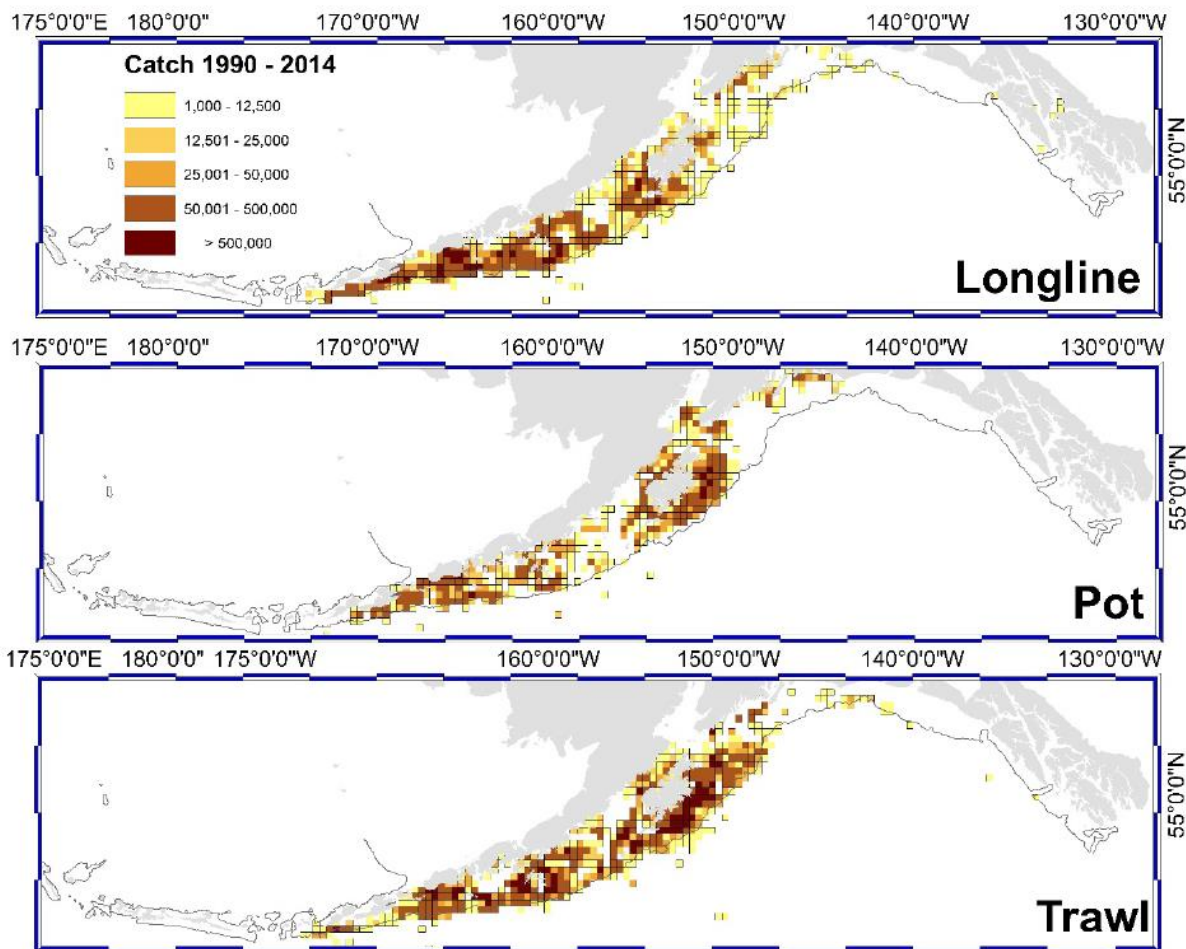 175°0'0"E 180°0'0" 170°0'0"W 160°0'0"W 150°0'0"W 140°0'0"W 130°0'0"W
Catch 1990 - 2014
1,000 - 12,500
12,501 - 25,000
25,001 - 50,000
50,001 - 500,000
> 500,000
55°0'0"N
Longline
175°0'0"E 180°0'0" 170°0'0"W 160°0'0"W 150°0'0"W 140°0'0"W 130°0'0"W
55°0'0"N
Pot
175°0'0"E 180°0'0" 175°0'0"W 160°0'0"W 150°0'0"W 140°0'0"W 130°0'0"W
55°0'0"N
Trawl